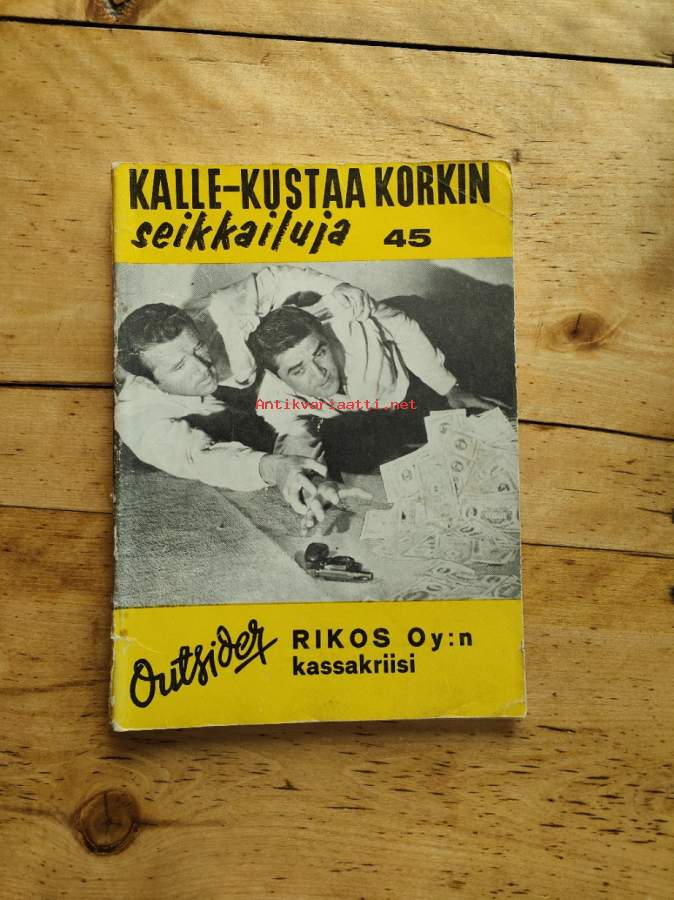 KALLE-KUSTAA KORKIN
seikkailuja 45
Antikvariaatti.net
Outsider RIKOS Oy:n
kassakriisi